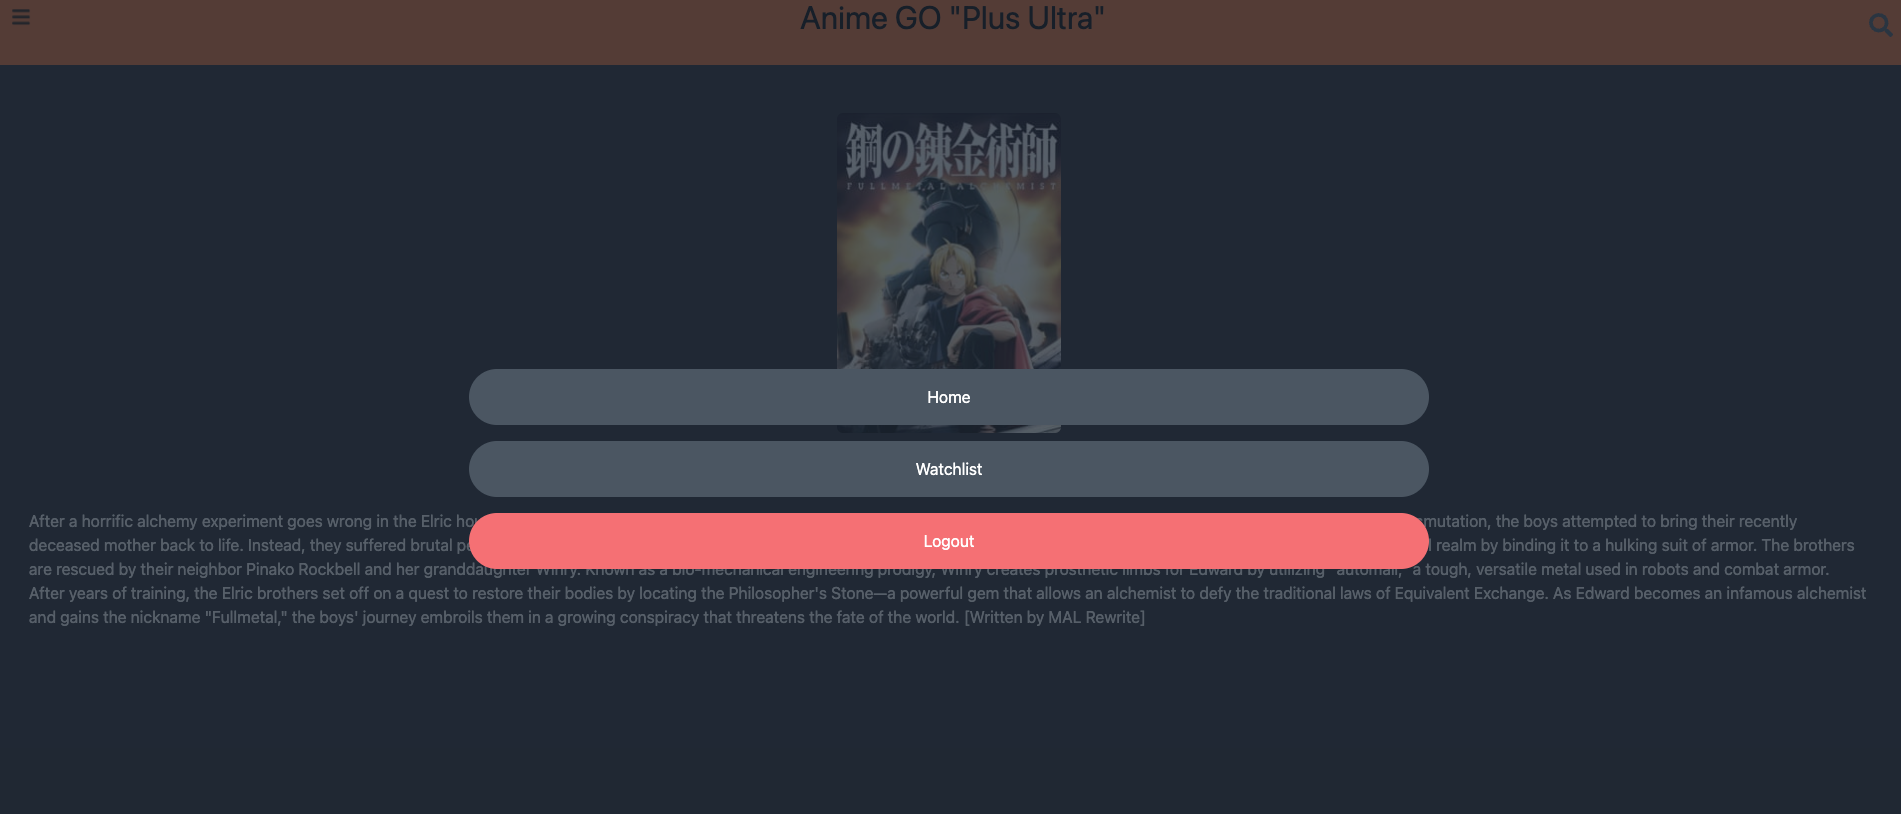 Anime GO "Plus Ultra"
鋼の錬金術師
FULLMETAL ALCHEMIST
Home
Watchlist
After a horrific alchemy experiment goes wrong in the Elric mutation, the boys attempted to bring their recently
Logout
deceased mother back to life. Instead, they suffered brutal realm by binding it to a hulking suit of armor. The brothers
are rescued by their neighbor Pinako Rockbell and her granddaughter Winry. Known as a bio-mechanical engineering prodigy, Winry creates prosthetic limbs for Edward by utilizing "automail," a tough, versatile metal used in robots and combat armor.
After years of training, the Elric brothers set off on a quest to restore their bodies by locating the Philosopher's Stone—a powerful gem that allows an alchemist to defy the traditional laws of Equivalent Exchange. As Edward becomes an infamous alchemist
and gains the nickname "Fullmetal," the boys' journey embroils them in a growing conspiracy that threatens the fate of the world. [Written by MAL Rewrite]